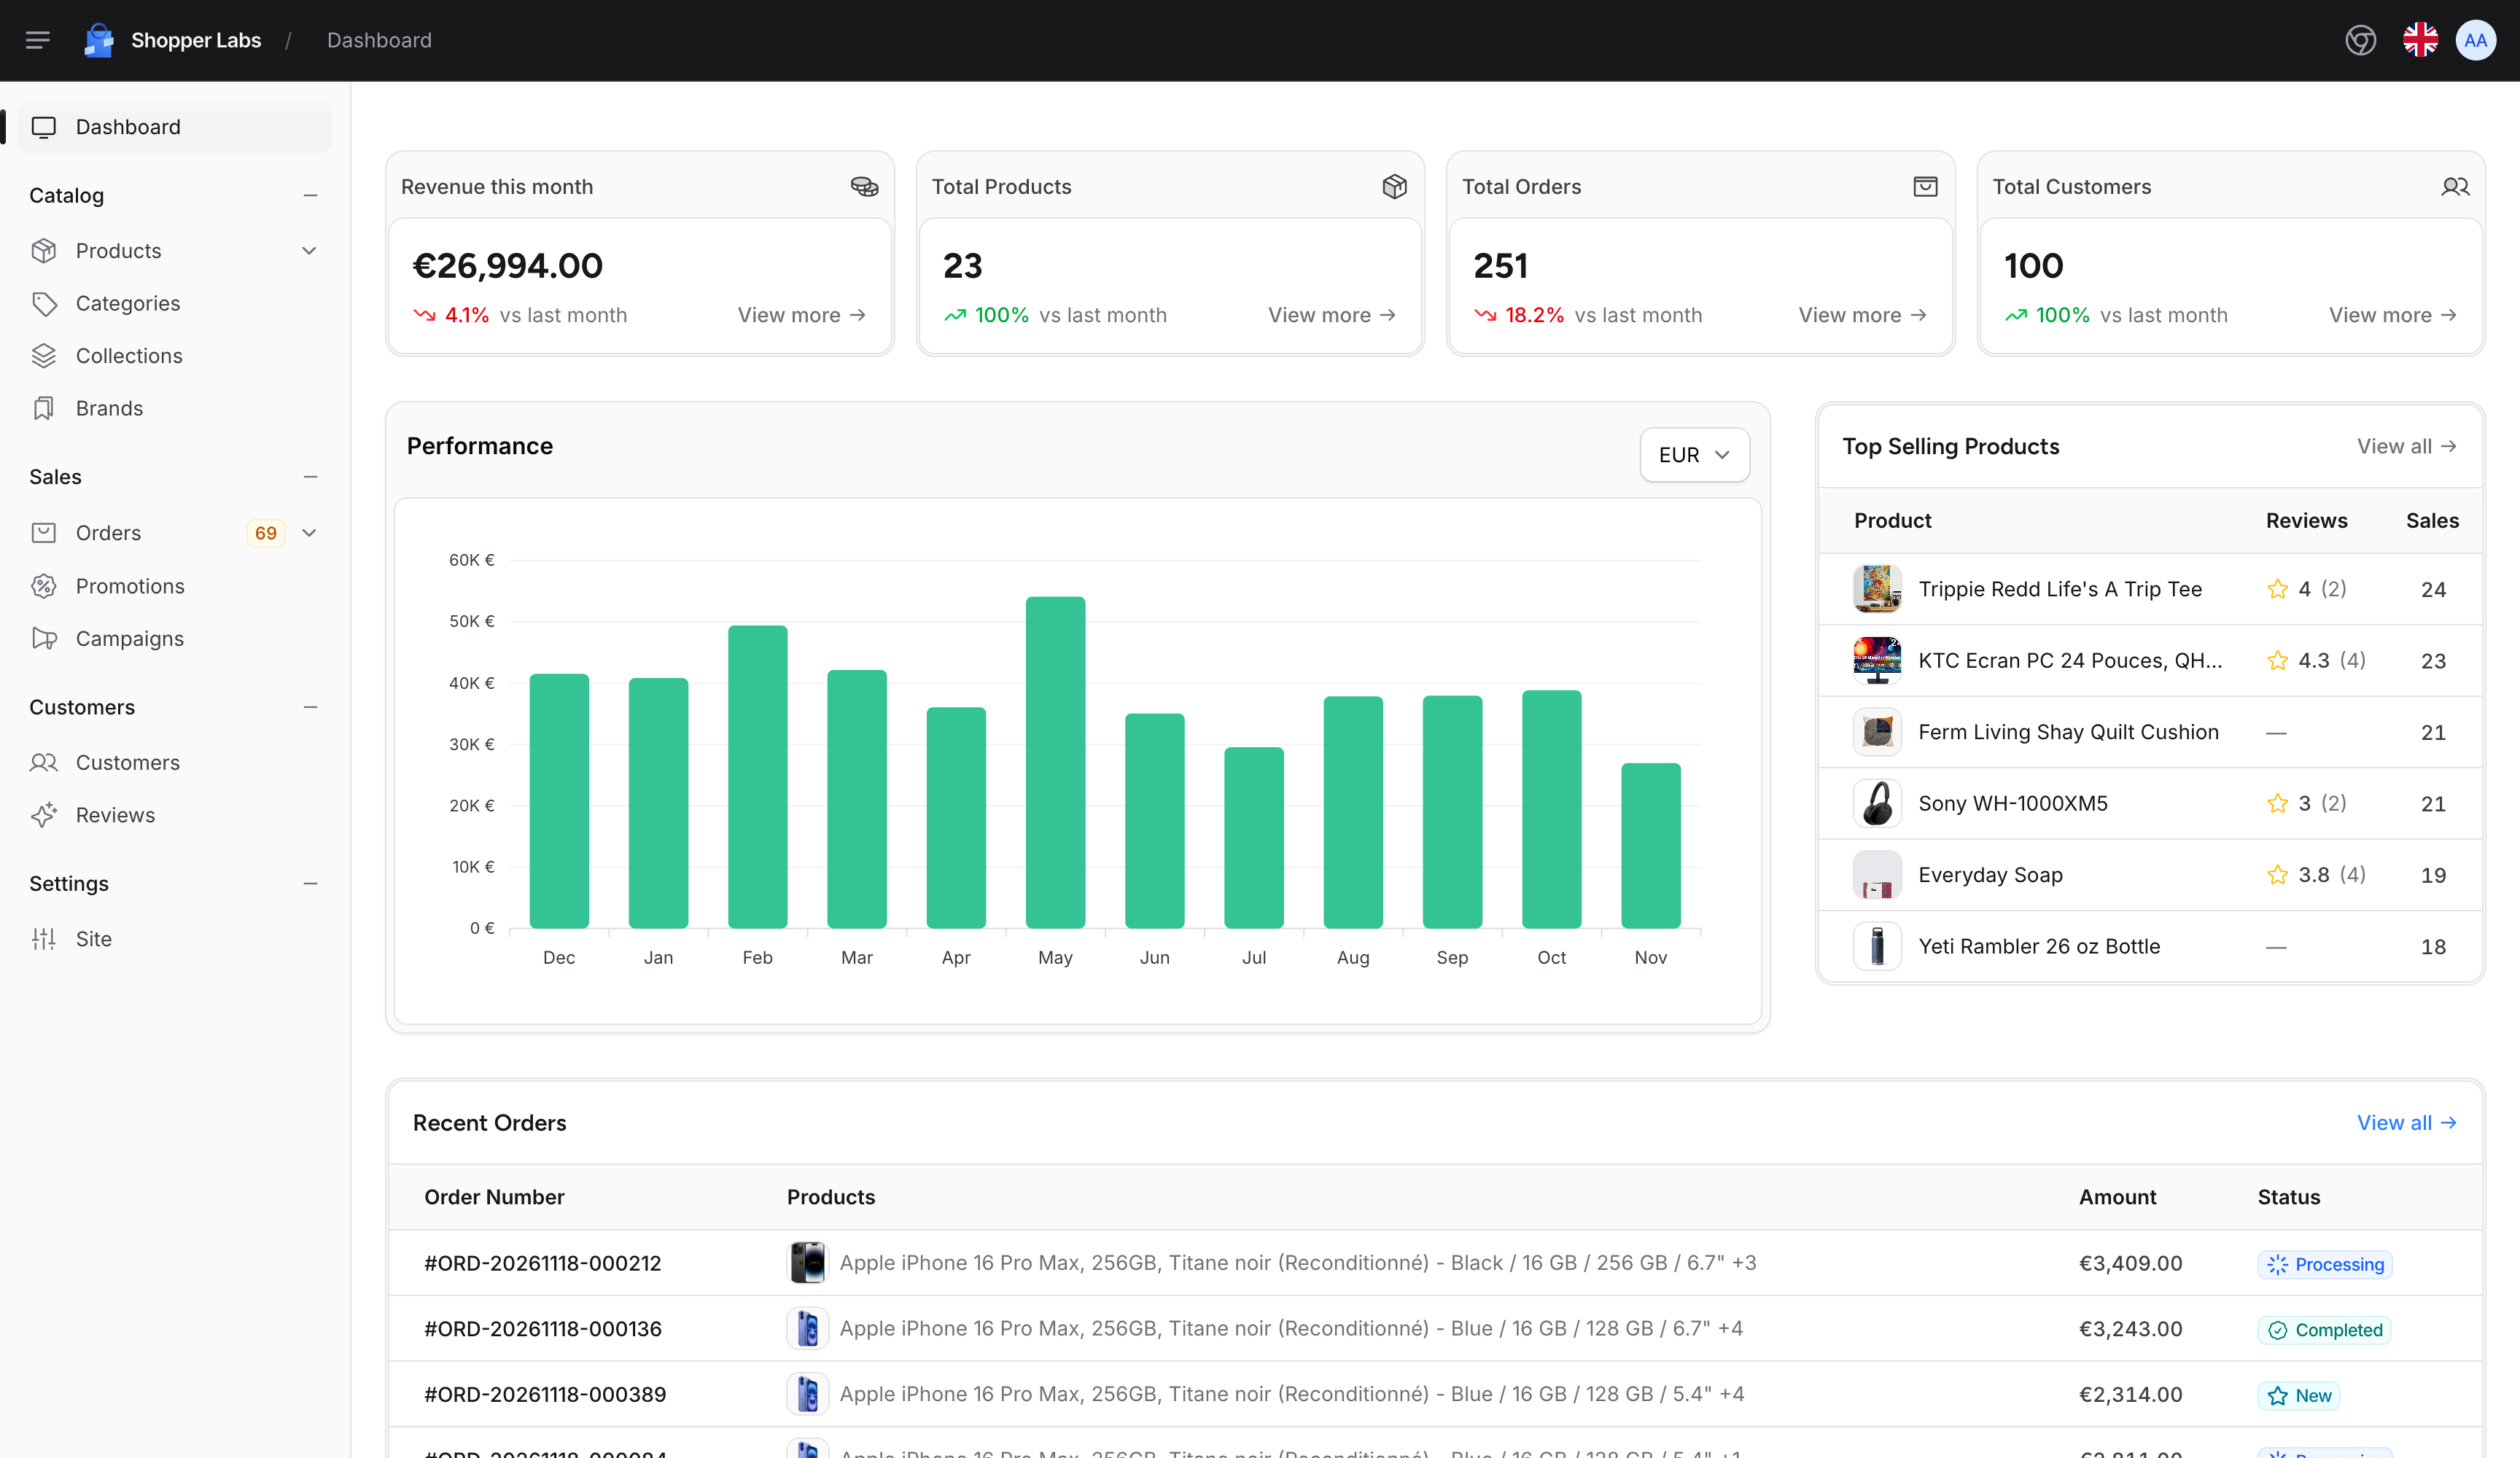 Shopper Labs / Dashboard
AA
Dashboard
Catalog
Products
Categories
Collections
Brands
Sales
Orders 69
Promotions
Campaigns
Customers
Customers
Reviews
Settings
Site
Revenue this month
€26,994.00
4.1% vs last month View more →
Total Products
23
100% vs last month View more →
Total Orders
251
18.2% vs last month View more →
Total Customers
100
100% vs last month View more →
Performance
EUR
60K €
50K €
40K €
30K €
20K €
10K €
0 €
Dec Jan Feb Mar Apr May Jun Jul Aug Sep Oct Nov
Top Selling Products View all →
Product Reviews Sales
Trippie Redd Life's A Trip Tee 4 (2) 24
KTC Ecran PC 24 Pouces, QH... 4.3 (4) 23
Ferm Living Shay Quilt Cushion — 21
Sony WH-1000XM5 3 (2) 21
Everyday Soap 3.8 (4) 19
Yeti Rambler 26 oz Bottle — 18
Recent Orders View all →
Order Number Products Amount Status
#ORD-20261118-000212 Apple iPhone 16 Pro Max, 256GB, Titane noir (Reconditionné) - Black / 16 GB / 256 GB / 6.7" +3 €3,409.00 Processing
#ORD-20261118-000136 Apple iPhone 16 Pro Max, 256GB, Titane noir (Reconditionné) - Blue / 16 GB / 128 GB / 6.7" +4 €3,243.00 Completed
#ORD-20261118-000389 Apple iPhone 16 Pro Max, 256GB, Titane noir (Reconditionné) - Blue / 16 GB / 128 GB / 5.4" +4 €2,314.00 New